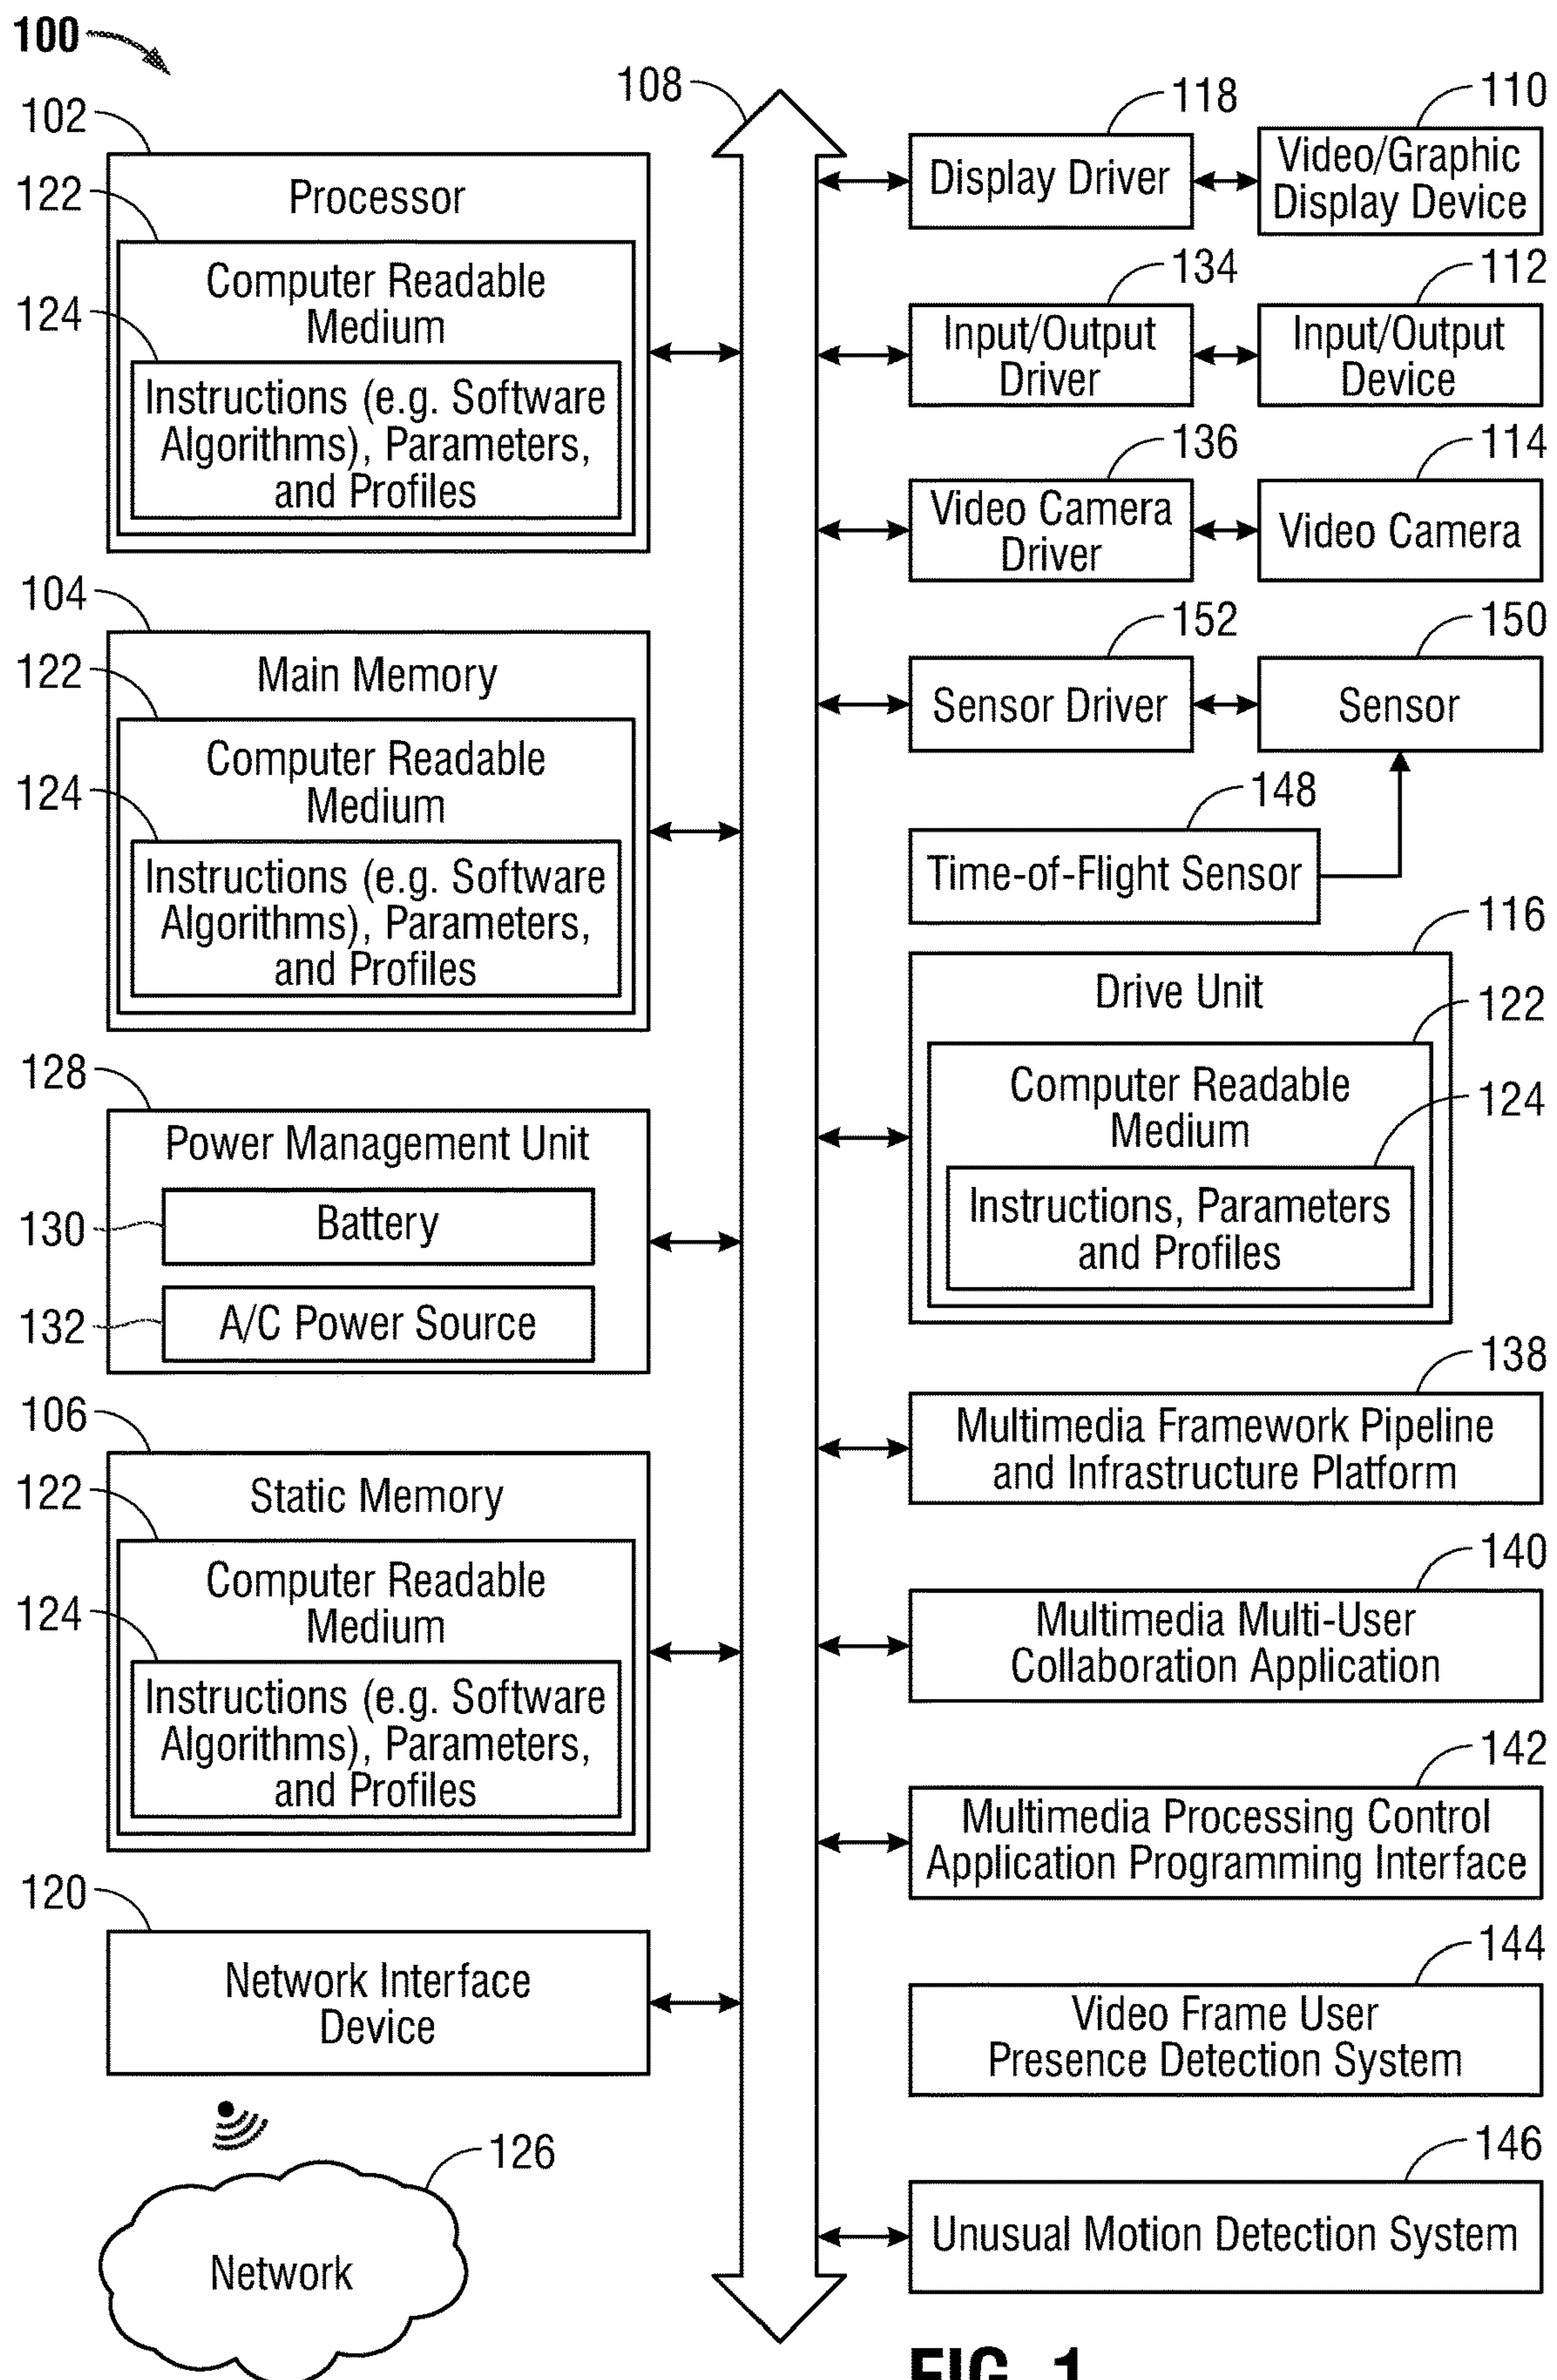 100
108
102
Processor
122
Computer Readable
Medium
124
Instructions (e.g. Software
Algorithms), Parameters,
and Profiles
104
Main Memory
122
Computer Readable
Medium
124
Instructions (e.g. Software
Algorithms), Parameters,
and Profiles
128
Power Management Unit
130
Battery
132
A/C Power Source
106
Static Memory
122
Computer Readable
Medium
124
Instructions (e.g. Software
Algorithms), Parameters,
and Profiles
120
Network Interface
Device
126
Network
118
Display Driver
110
Video/Graphic
Display Device
134
Input/Output
Driver
112
Input/Output
Device
136
Video Camera
Driver
114
Video Camera
152
Sensor Driver
150
Sensor
148
Time-of-Flight Sensor
116
Drive Unit
122
Computer Readable
Medium
124
Instructions, Parameters
and Profiles
138
Multimedia Framework Pipeline
and Infrastructure Platform
140
Multimedia Multi-User
Collaboration Application
142
Multimedia Processing Control
Application Programming Interface
144
Video Frame User
Presence Detection System
146
Unusual Motion Detection System
FIG. 1